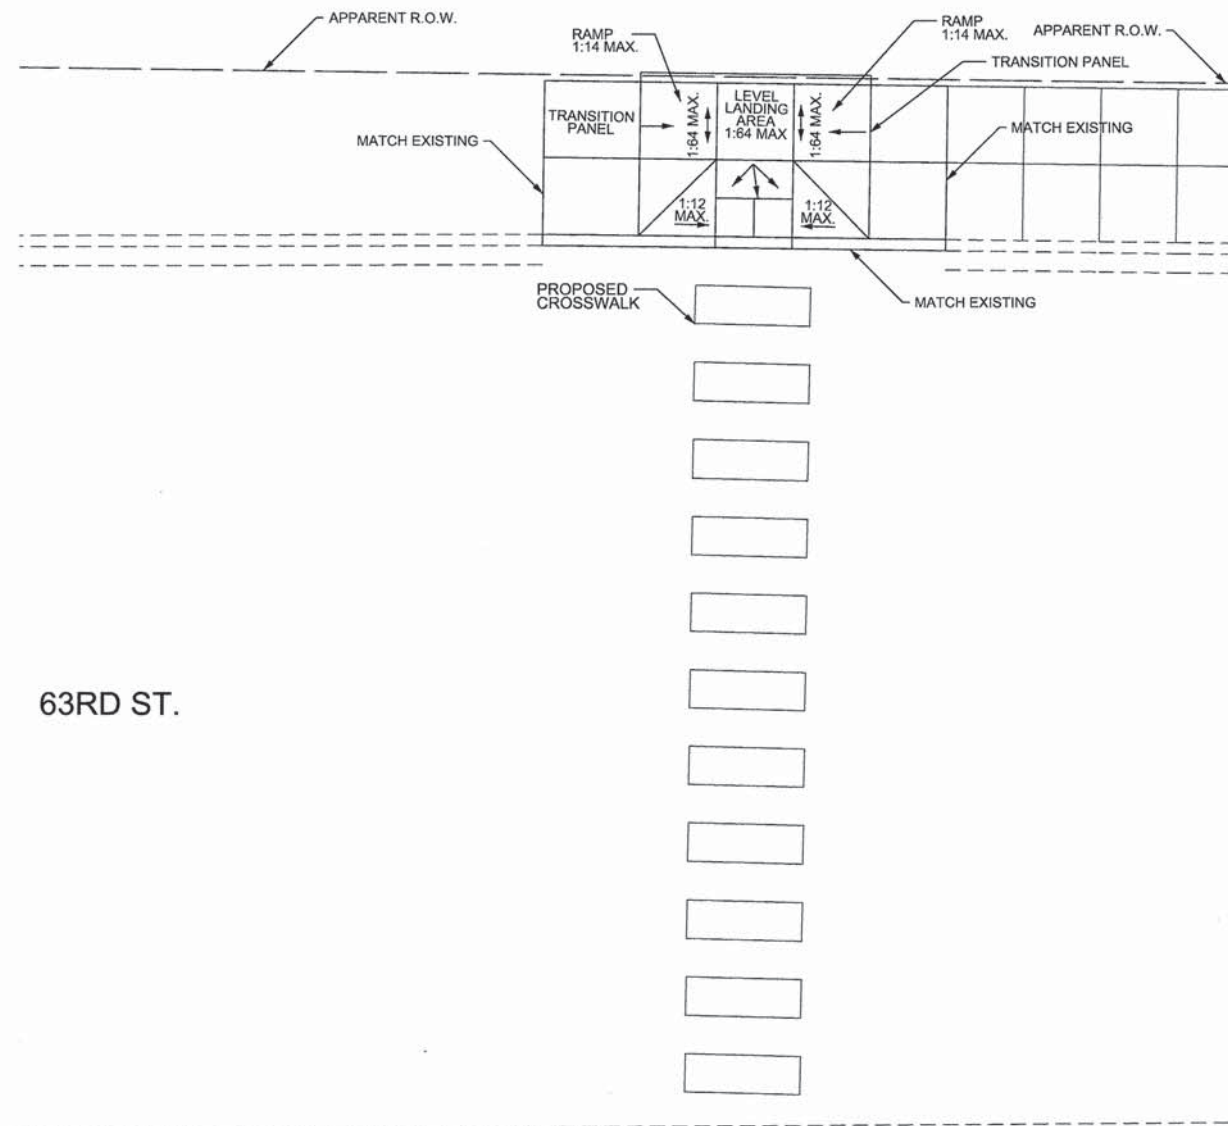 APPARENT R.O.W.
RAMP
1:14 MAX.
RAMP
1:14 MAX.
APPARENT R.O.W.
TRANSITION PANEL
TRANSITION
PANEL
1:64 MAX.
LEVEL
LANDING
AREA
1:64 MAX
1:64 MAX.
MATCH EXISTING
MATCH EXISTING
1:12
MAX.
1:12
MAX.
PROPOSED
CROSSWALK
MATCH EXISTING
63RD ST.